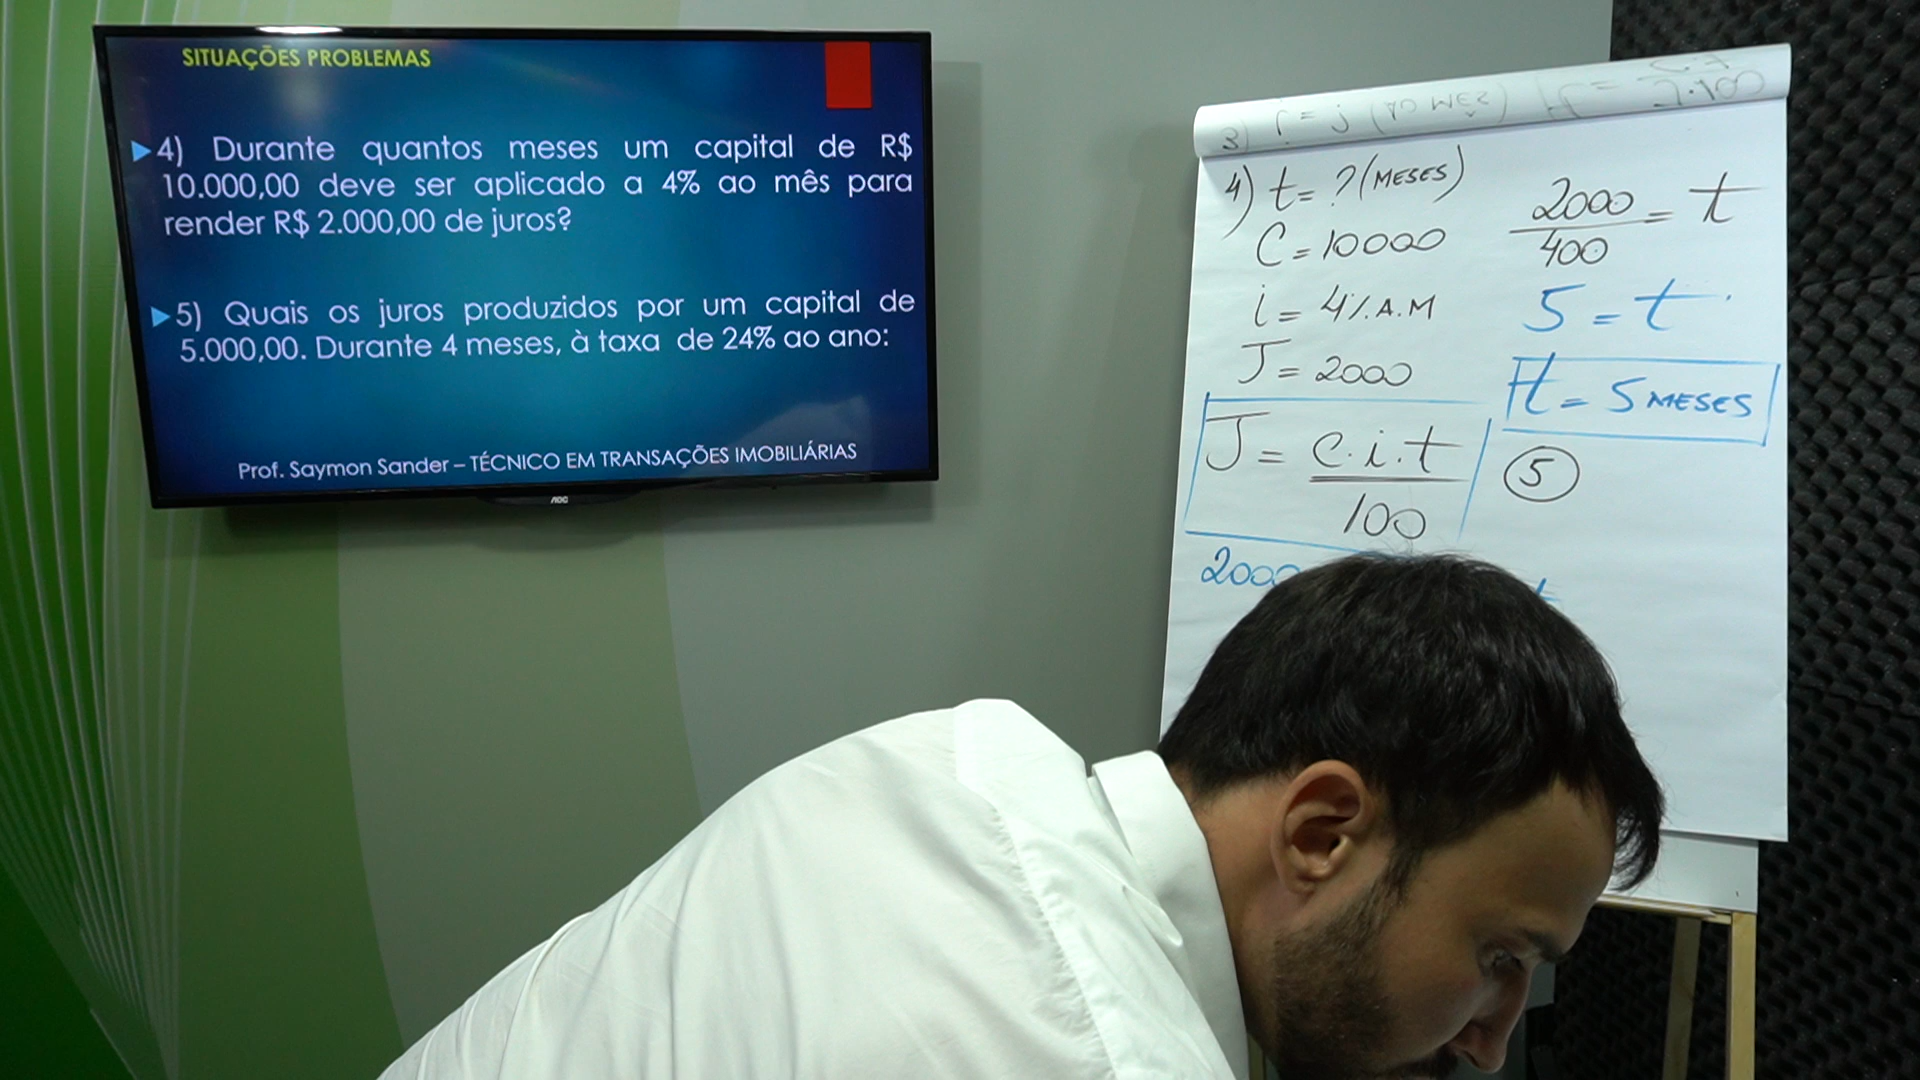 SITUAÇÕES PROBLEMAS
4) Durante quantos meses um capital de R$
10.000,00 deve ser aplicado a 4% ao mês para
render R$ 2.000,00 de juros?
5) Quais os juros produzidos por um capital de
5.000,00. Durante 4 meses, à taxa de 24% ao ano:
Prof. Saymon Sander – TÉCNICO EM TRANSAÇÕES IMOBILIÁRIAS
AOC
4) t = ? (MESES)
C = 10000
i = 4% A.M
J = 2000
J = c.i.t
100
2000
2000 = t
400
5 = t
t = 5 MESES
5